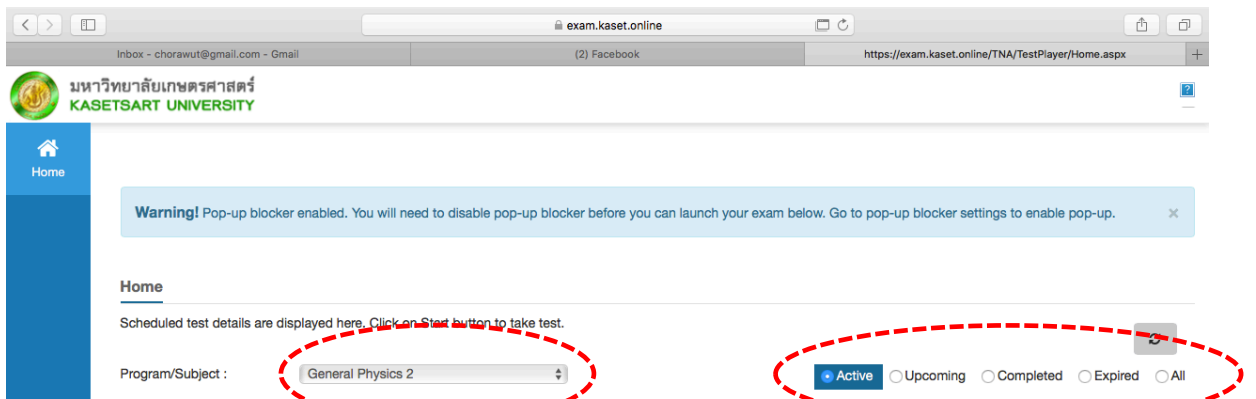 exam.kaset.online
Inbox - chorawut@gmail.com - Gmail
(2) Facebook
https://exam.kaset.online/TNA/TestPlayer/Home.aspx
มหาวิทยาลัยเกษตรศาสตร์
KASETSART UNIVERSITY
?
Home
Warning! Pop-up blocker enabled. You will need to disable pop-up blocker before you can launch your exam below. Go to pop-up blocker settings to enable pop-up.
Home
Scheduled test details are displayed here. Click on Start button to take test.
Program/Subject : General Physics 2 Active Upcoming Completed Expired All